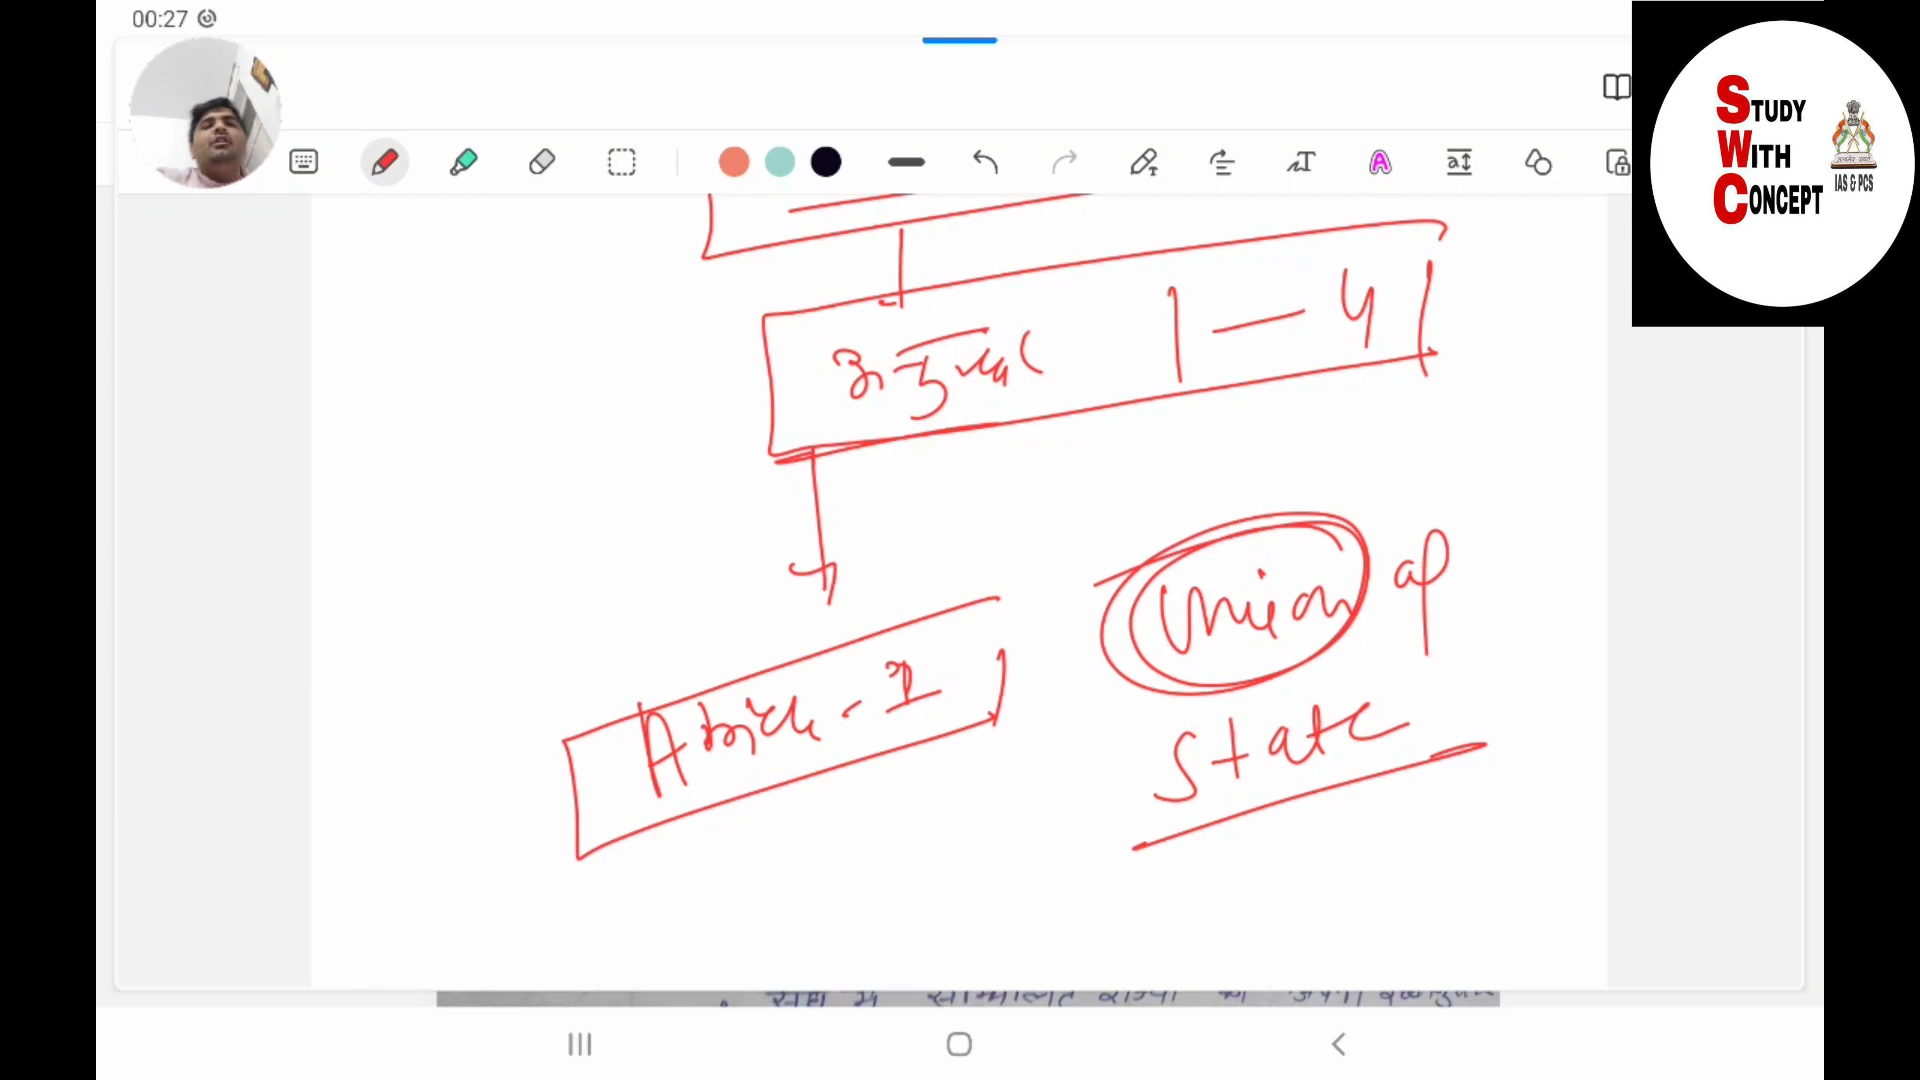 00:27
STUDY
WITH
CONCEPT
IAS & PCS
अनुच्छेद 1 — 4
Article - 1
Union of
State